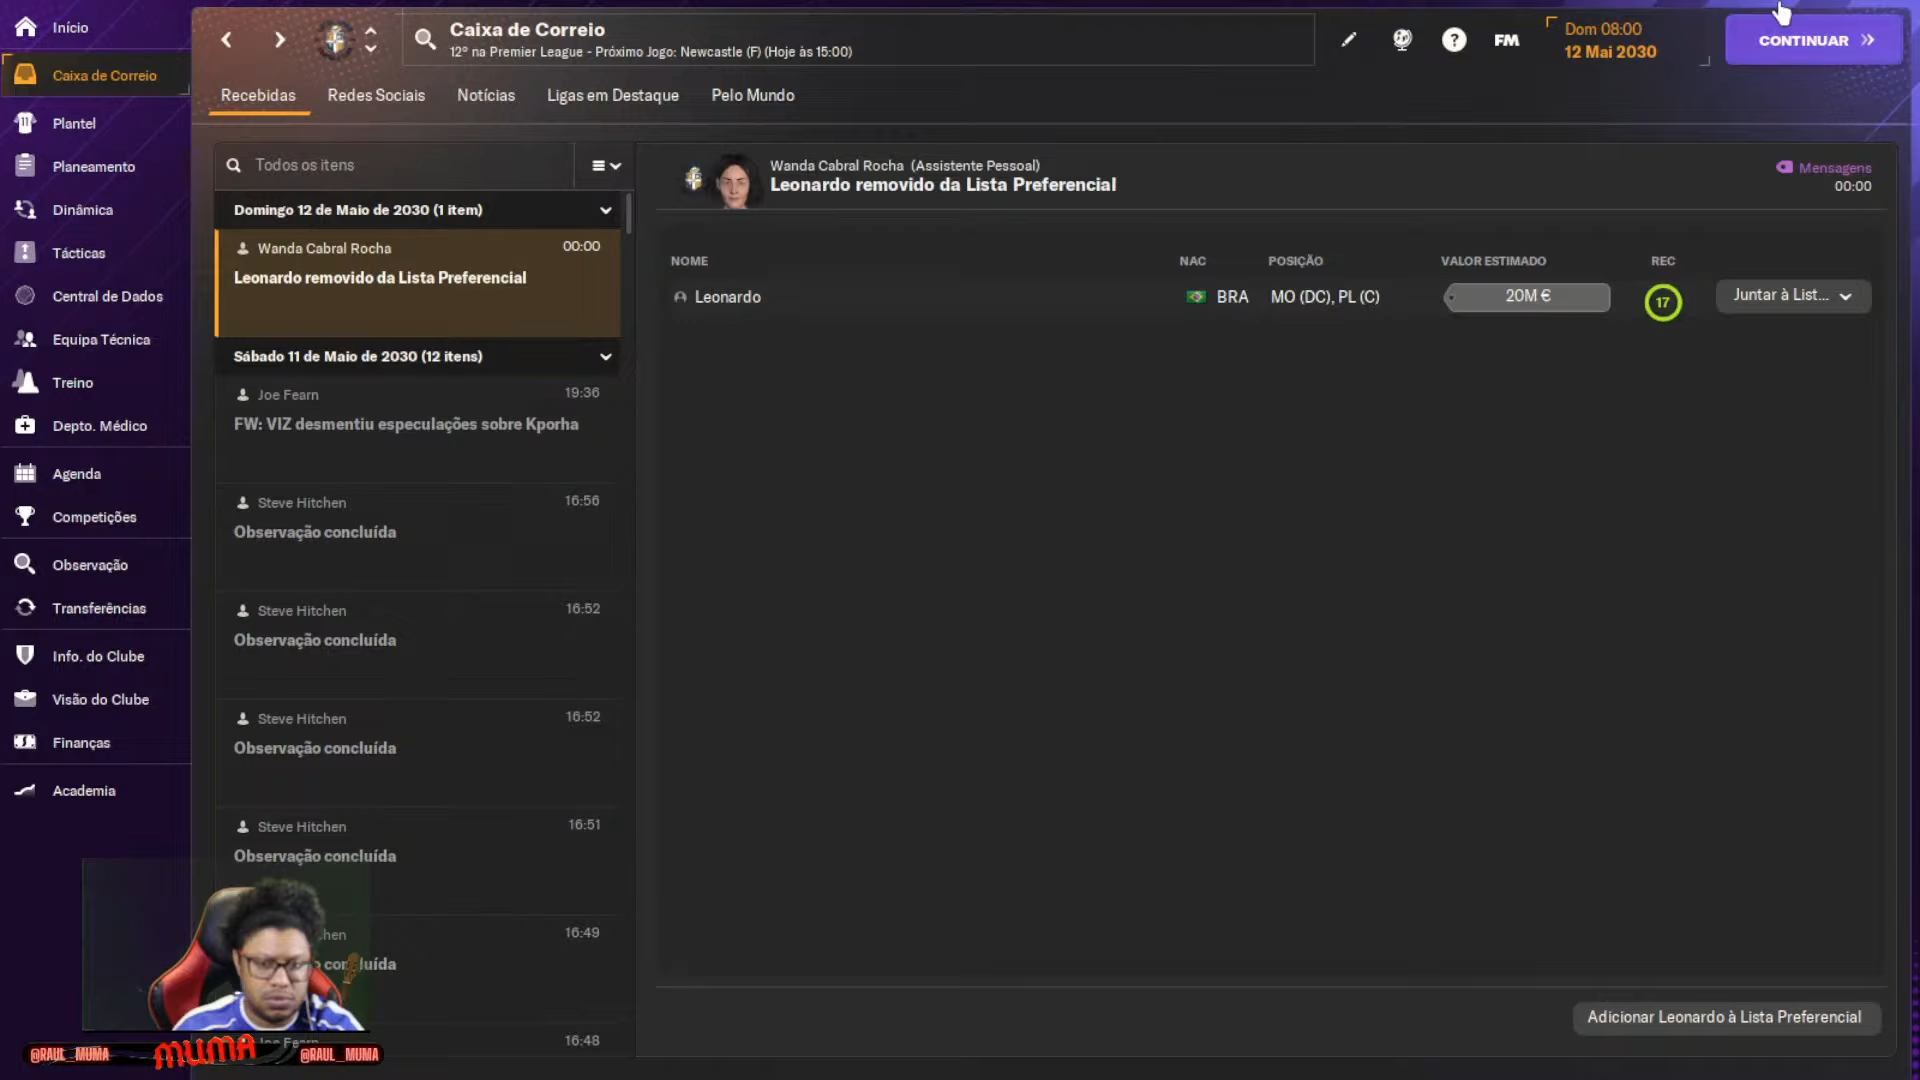 Início
Caixa de Correio
Plantel
Planeamento
Dinâmica
Tácticas
Central de Dados
Equipa Técnica
Treino
Depto. Médico
Agenda
Competições
Observação
Transferências
Info. do Clube
Visão do Clube
Finanças
Academia
Caixa de Correio
12º na Premier League - Próximo Jogo: Newcastle (F) (Hoje às 15:00)
FM
Dom 08:00
12 Mai 2030
CONTINUAR
Recebidas
Redes Sociais
Notícias
Ligas em Destaque
Pelo Mundo
Todos os itens
Domingo 12 de Maio de 2030 (1 item)
Wanda Cabral Rocha 00:00
Leonardo removido da Lista Preferencial
Sábado 11 de Maio de 2030 (12 itens)
Joe Fearn 19:36
FW: VIZ desmentiu especulações sobre Kporha
Steve Hitchen 16:56
Observação concluída
Steve Hitchen 16:52
Observação concluída
Steve Hitchen 16:52
Observação concluída
Steve Hitchen 16:51
Observação concluída
16:49
16:48
Wanda Cabral Rocha (Assistente Pessoal)
Leonardo removido da Lista Preferencial
Mensagens
00:00
NOME NAC POSIÇÃO VALOR ESTIMADO REC
Leonardo BRA MO (DC), PL (C) 20M € 17 Juntar à List...
Adicionar Leonardo à Lista Preferencial
@RAUL_MUMA MUMA @RAUL_MUMA